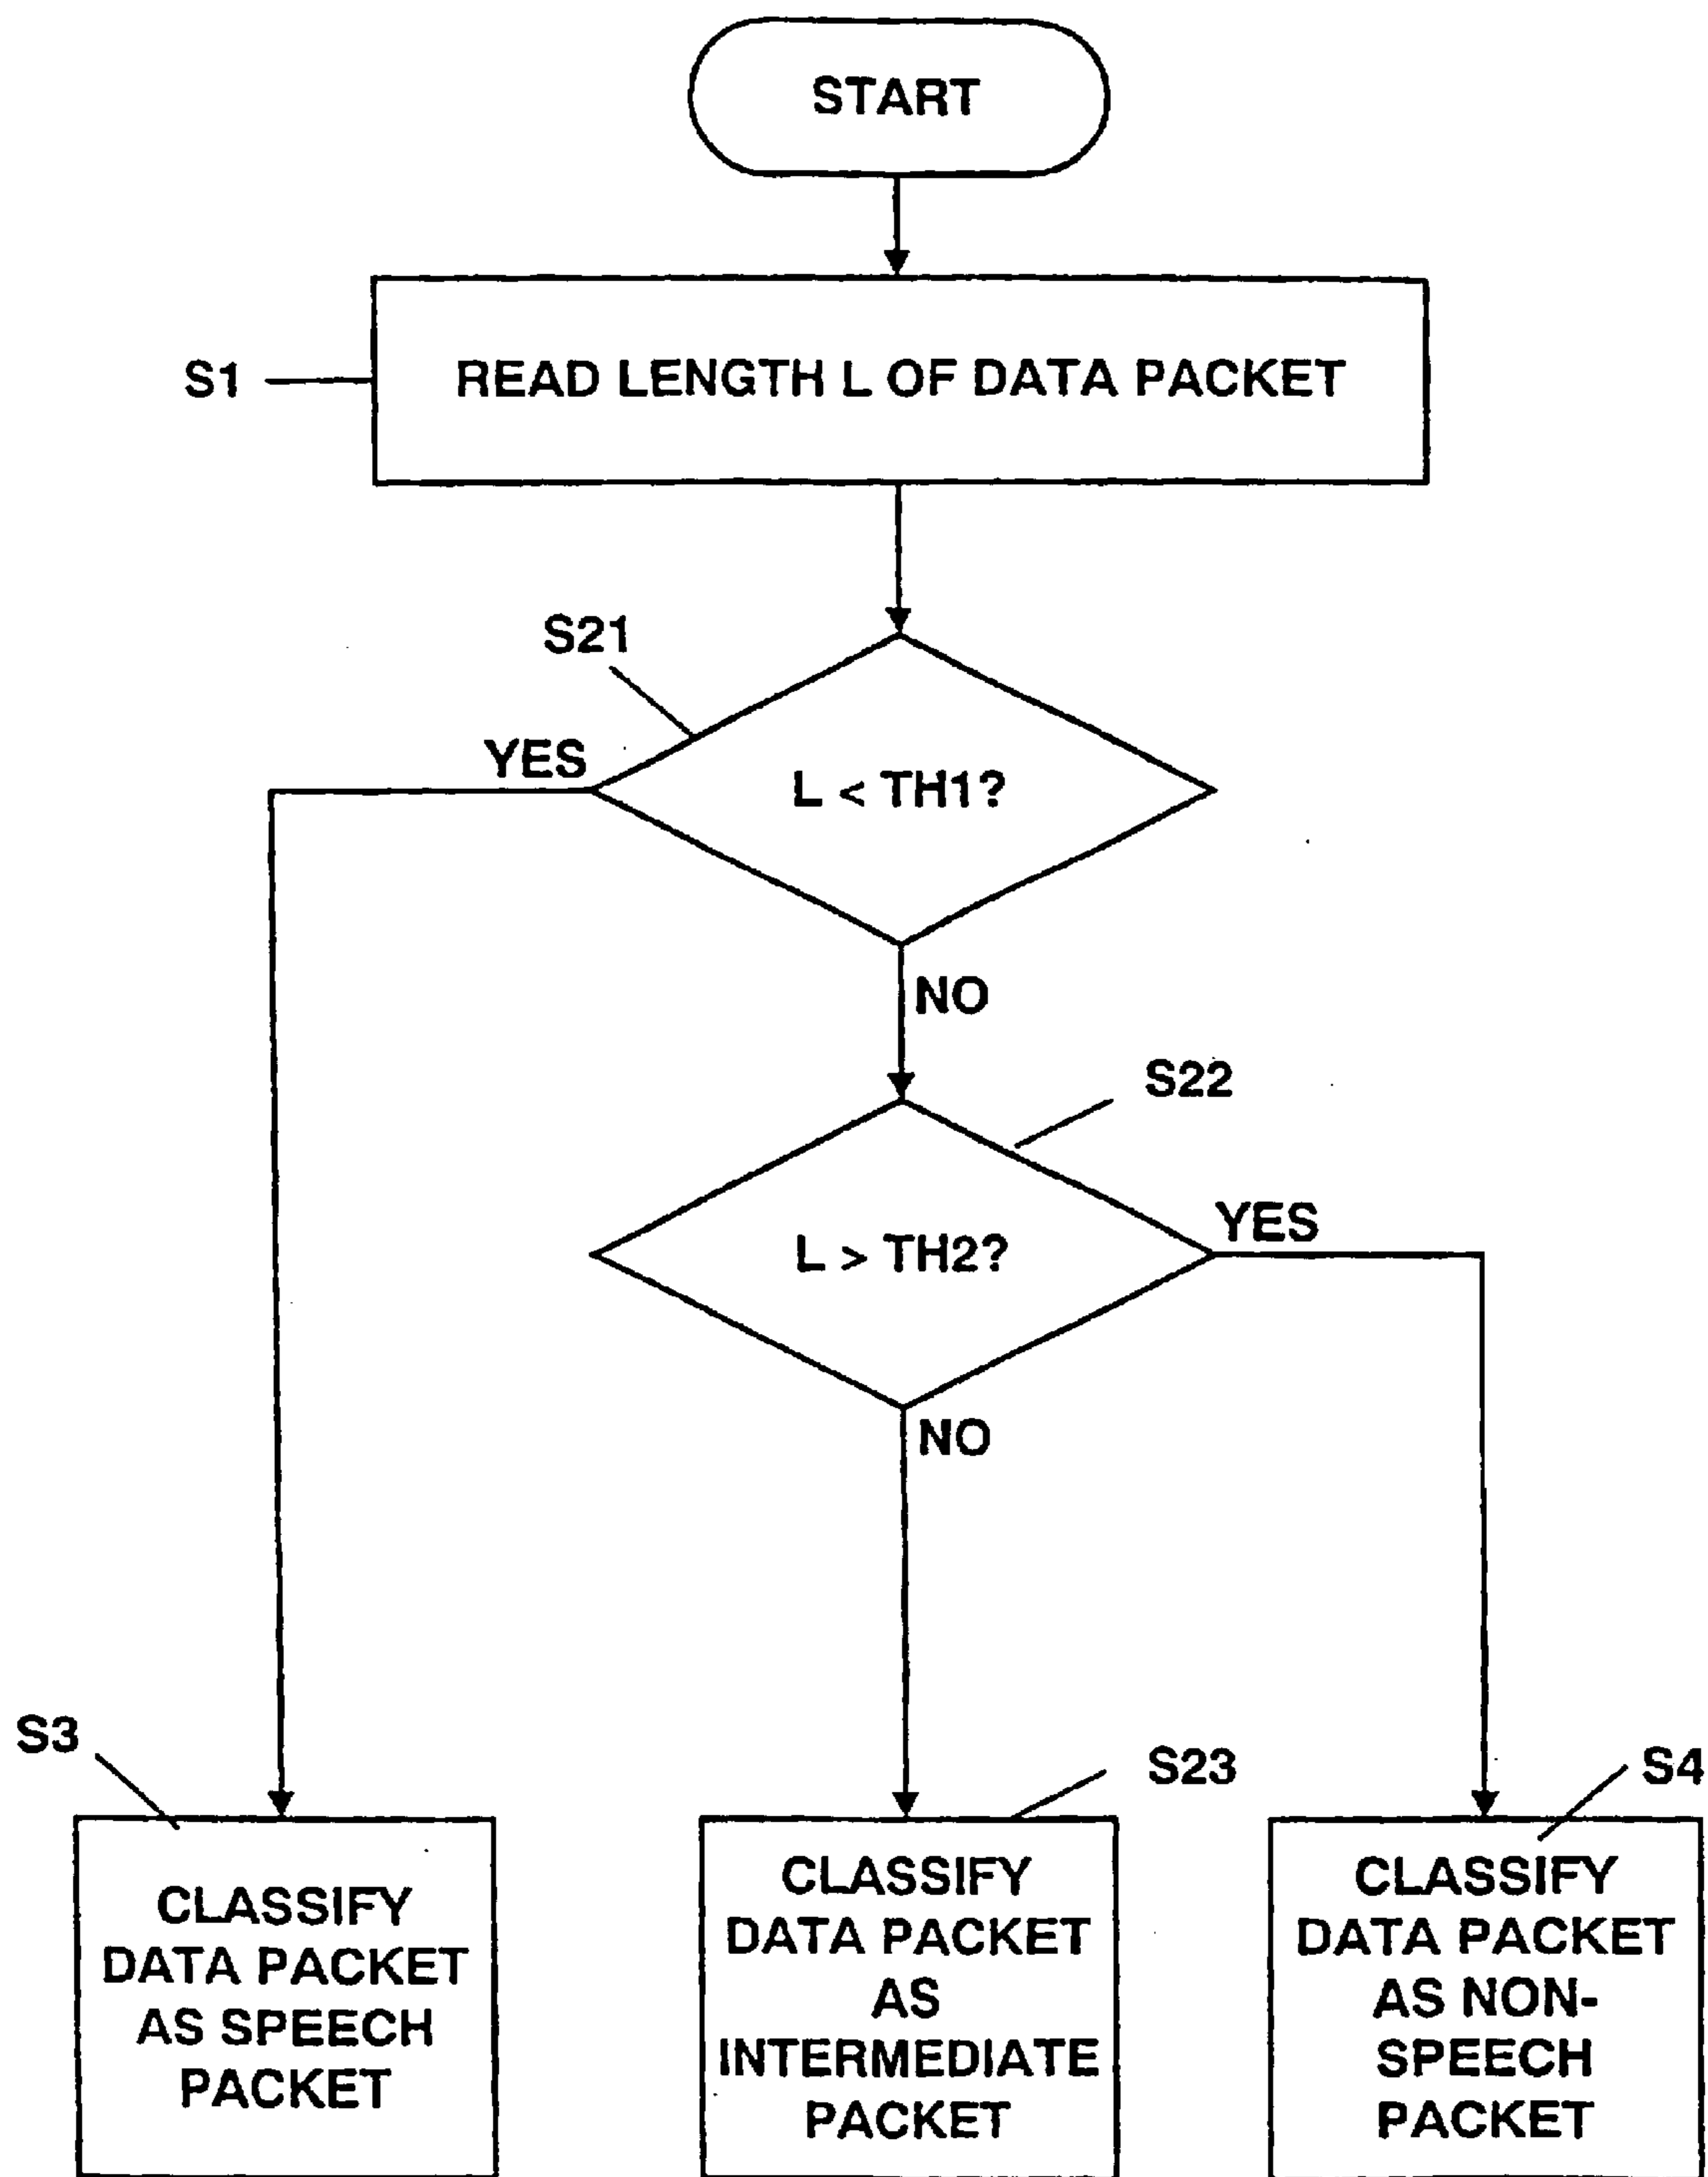 START
S1
READ LENGTH L OF DATA PACKET
S21
YES
L < TH1?
NO
S22
YES
L > TH2?
NO
S3
S23
S4
CLASSIFY
DATA PACKET
AS SPEECH
PACKET
CLASSIFY
DATA PACKET
AS
INTERMEDIATE
PACKET
CLASSIFY
DATA PACKET
AS NON-
SPEECH
PACKET